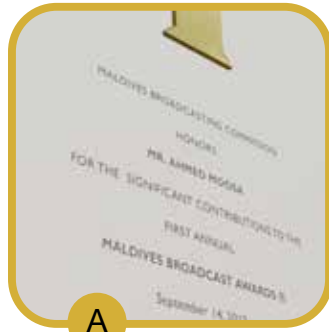 MALDIVES BROADCASTING COMMISSION
HONORS
MR. AHMED MOOSA
FOR THE SIGNIFICANT CONTRIBUTIONS TO THE
FIRST ANNUAL
MALDIVES BROADCAST AWARDS
September 14,
A